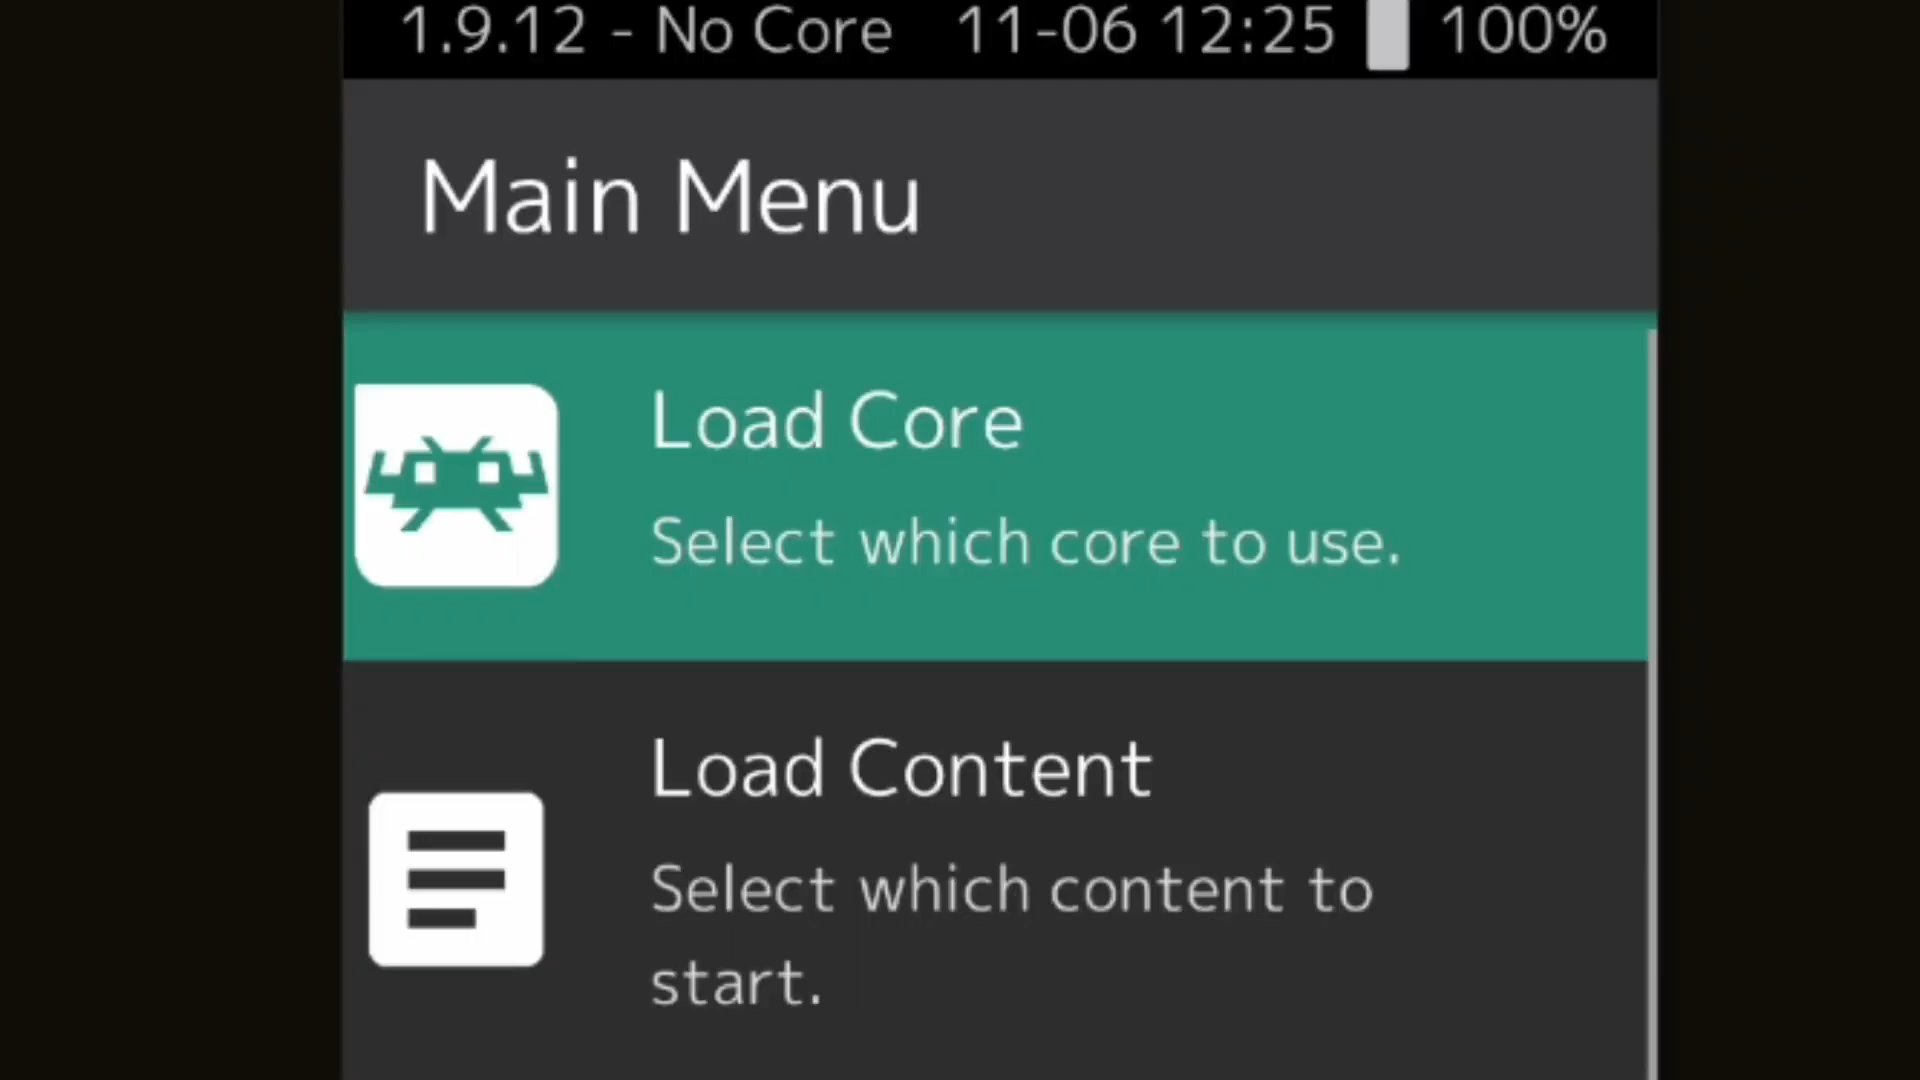 1.9.12 - No Core 11-06 12:25 100%
Main Menu
Load Core
Select which core to use.
Load Content
Select which content to
start.